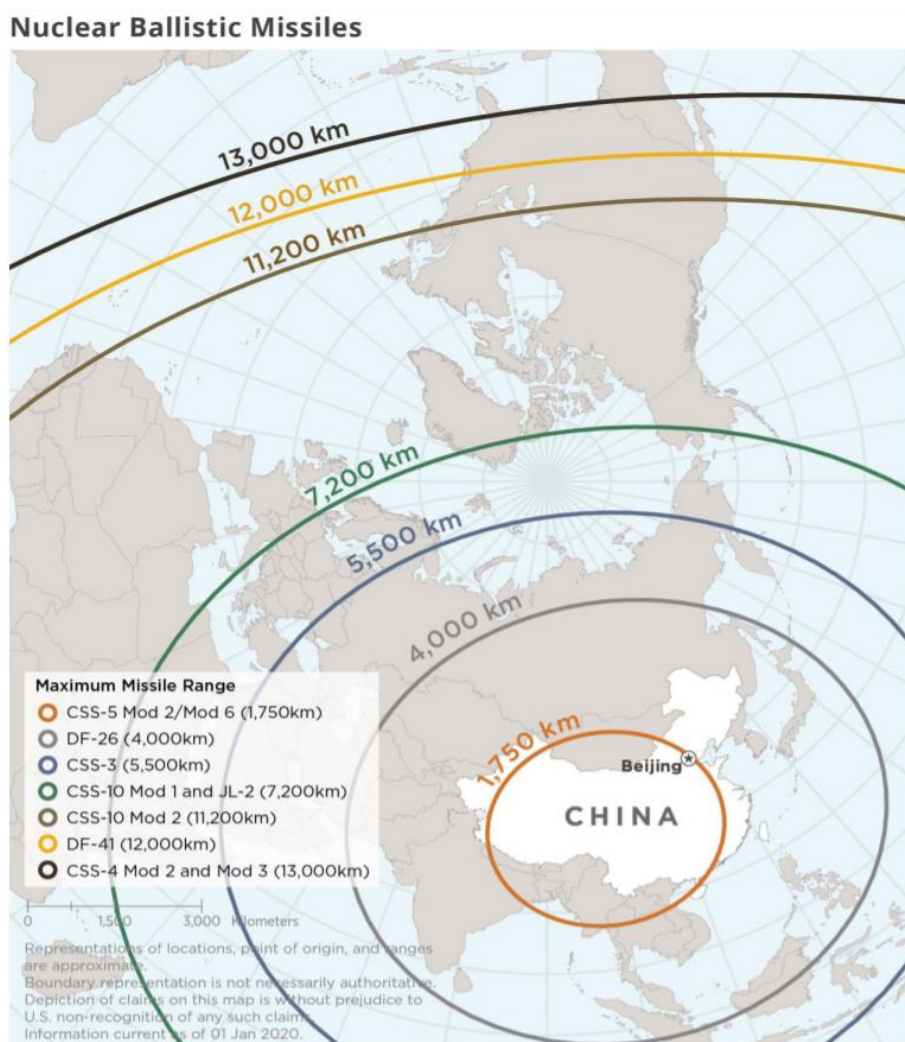 Nuclear Ballistic Missiles
13,000 km
12,000 km
11,200 km
7,200 km
5,500 km
4,000 km
1,750 km
Beijing
CHINA
Maximum Missile Range
CSS-5 Mod 2/Mod 6 (1,750km)
DF-26 (4,000km)
CSS-3 (5,500km)
CSS-10 Mod 1 and JL-2 (7,200km)
CSS-10 Mod 2 (11,200km)
DF-41 (12,000km)
CSS-4 Mod 2 and Mod 3 (13,000km)
0 1,500 3,000 Kilometers
Representations of locations, point of origin, and ranges
are approximate.
Boundary representation is not necessarily authoritative.
Depiction of claims on this map is without prejudice to
U.S. non-recognition of any such claims.
Information current as of 01 Jan 2020.